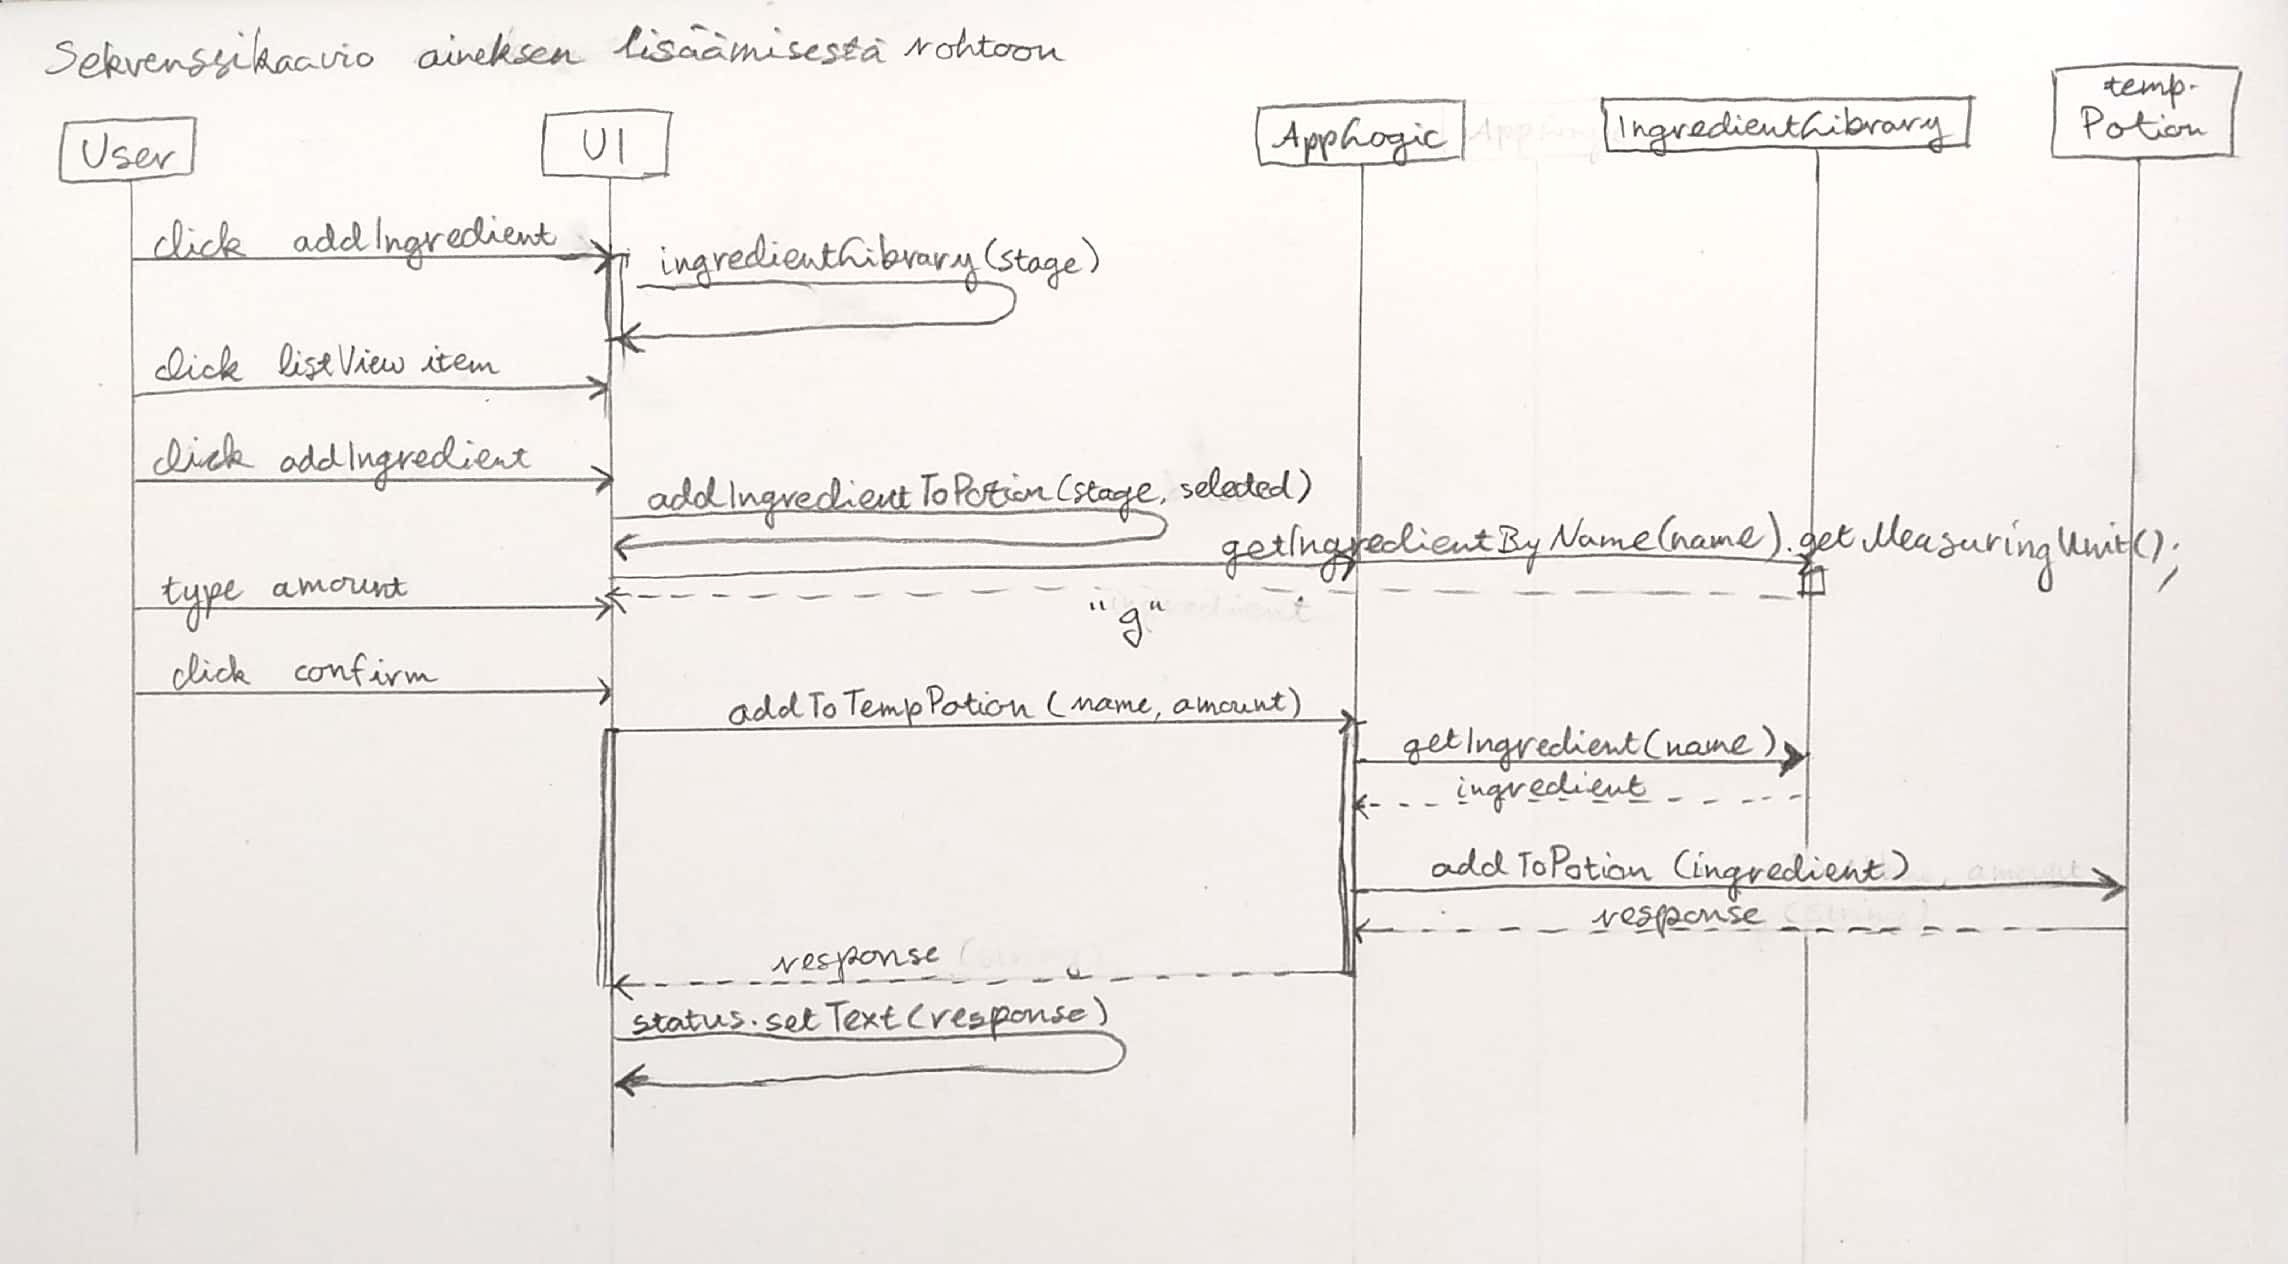 Sekvenssikaavio aineksen lisäämisestä rohtoon
User
UI
AppLogic
IngredientLibrary
temp-
Potion
click addIngredient
ingredientLibrary(stage)
click listView item
click addIngredient
addIngredientToPotion(stage, selected)
getIngredientByName(name).getMeasuringUnit();
type amount
"g"
click confirm
addToTempPotion(name, amount)
getIngredient(name)
ingredient
addToPotion(ingredient)
response
response
status.setText(response)